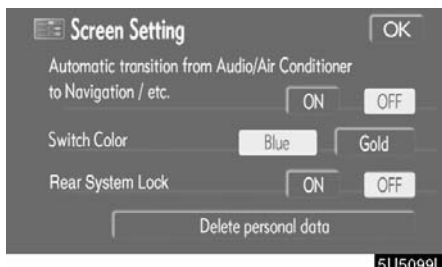 Screen Setting OK
Automatic transition from Audio/Air Conditioner
to Navigation / etc. ON OFF
Switch Color Blue Gold
Rear System Lock ON OFF
Delete personal data
5U5099L